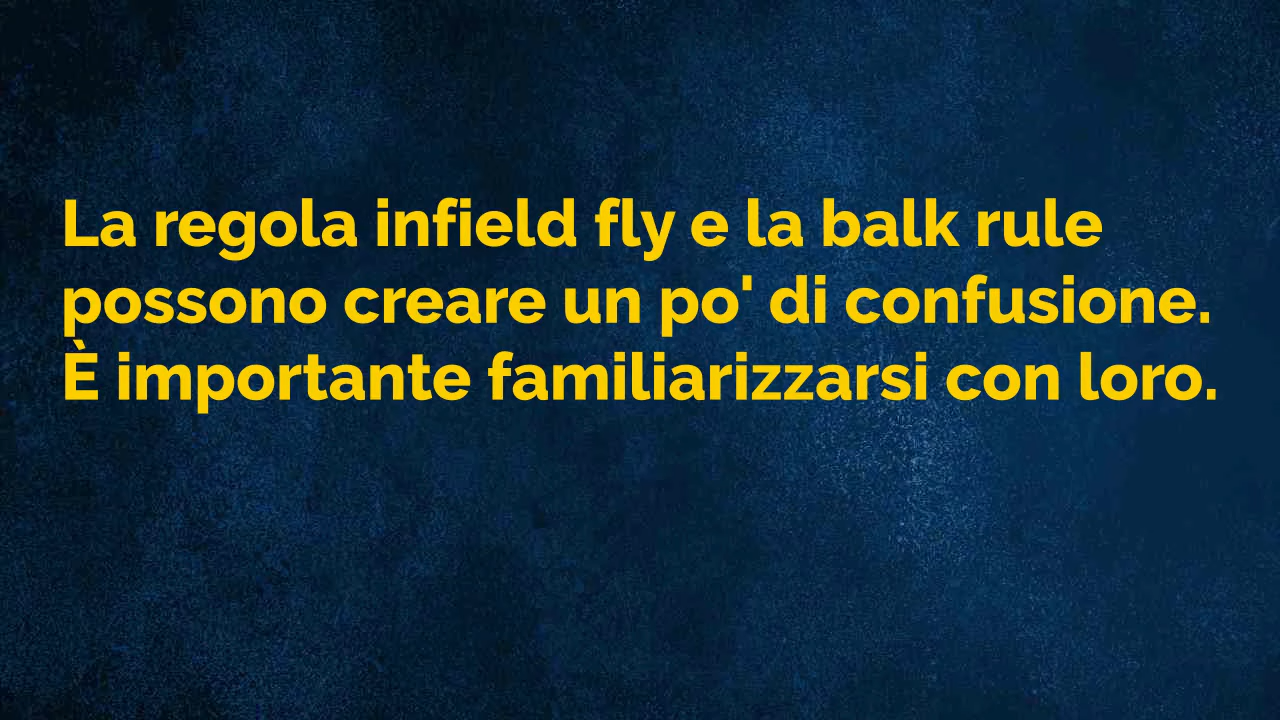 La regola infield fly e la balk rule
possono creare un po' di confusione.
È importante familiarizzarsi con loro.